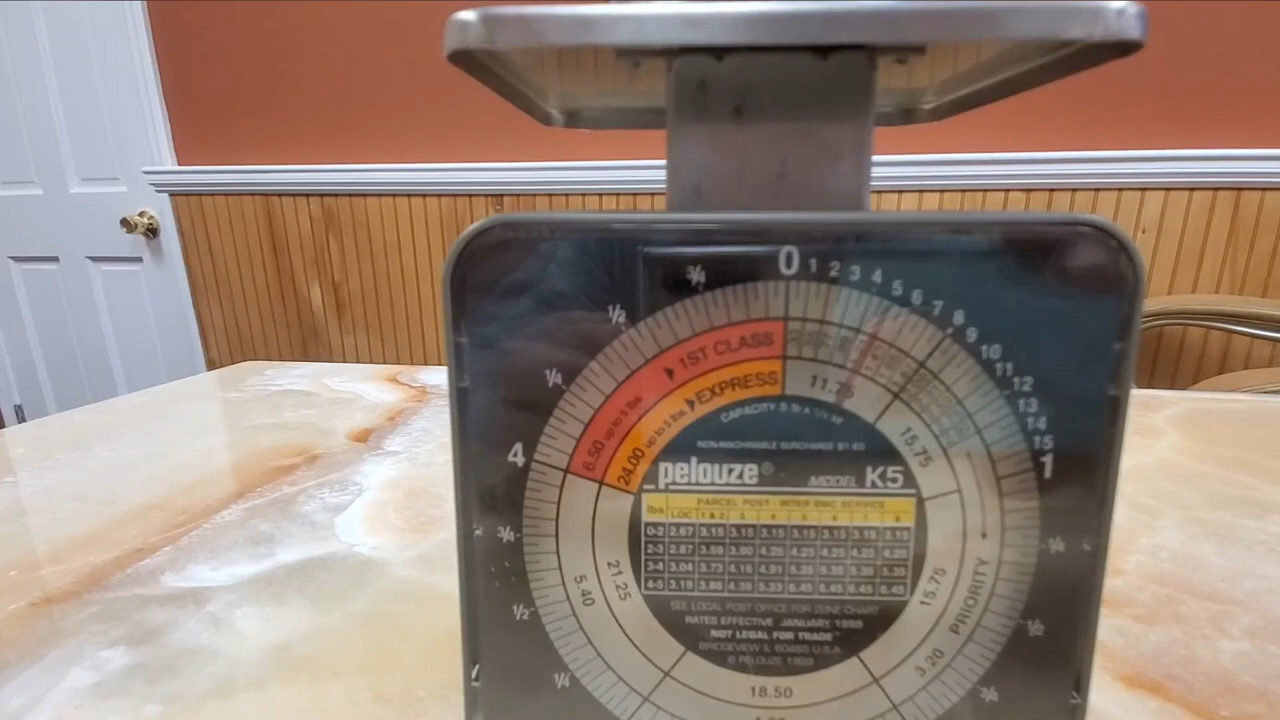 0 1 2 3 4 5 6 7 8 9 10 11 12 13 14 15 1
3/4
1/2
1/4
4
3/4
1/2
1/4
1/4
1/2
1ST CLASS
6.50 up to 5 lbs.
EXPRESS
24.00 up to 5 lbs.
11.75
15.75
15.75
PRIORITY
3.20
18.50
21.25
5.40
CAPACITY 5 lb x
NON-MACHINABLE SURCHARGE
pelouze® MODEL K5
PARCEL POST - INTER BMC SERVICE
lbs LOC 1 & 2 3 4 5 6 7 8
0-2 2.67 3.15 3.15 3.15 3.15 3.15 3.15 3.15
2-3 2.87 3.59 3.90 4.25 4.25 4.25 4.25 4.25
3-4 3.04 3.73 4.16 4.91 5.35 5.35 5.35 5.35
4-5 3.19 3.86 4.39 5.33 6.45 6.45 6.45 6.45
SEE LOCAL POST OFFICE FOR ZONE CHART
RATES EFFECTIVE JANUARY 1999
NOT LEGAL FOR TRADE
BRIDGEVIEW IL 60455 U.S.A.
© PELOUZE 1999